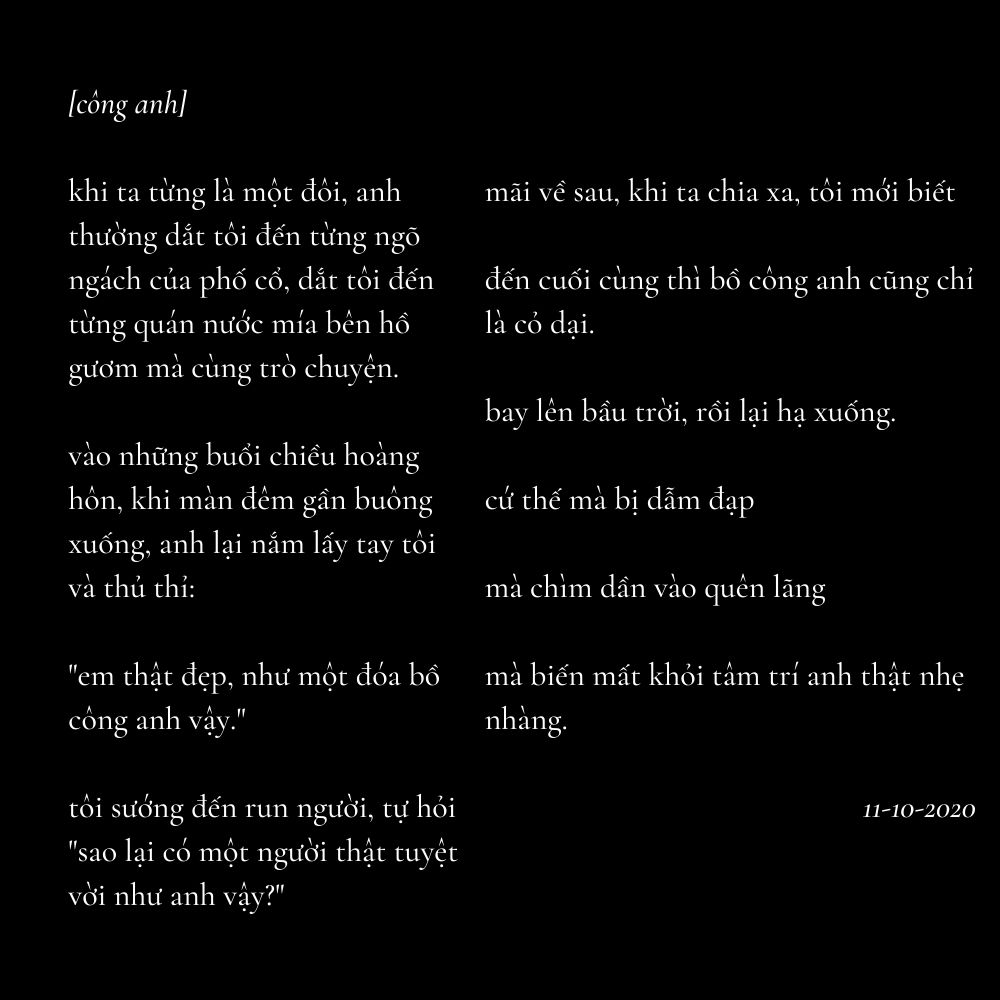 [công anh]
khi ta từng là một đôi, anh
thường dắt tôi đến từng ngõ
ngách của phố cổ, dắt tôi đến
từng quán nước mía bên hồ
gươm mà cùng trò chuyện.
vào những buổi chiều hoàng
hôn, khi màn đêm gần buông
xuống, anh lại nắm lấy tay tôi
và thủ thỉ:
"em thật đẹp, như một đóa bồ
công anh vậy."
tôi sướng đến run người, tự hỏi
"sao lại có một người thật tuyệt
vời như anh vậy?"
mãi về sau, khi ta chia xa, tôi mới biết
đến cuối cùng thì bồ công anh cũng chỉ
là cỏ dại.
bay lên bầu trời, rồi lại hạ xuống.
cứ thế mà bị dẫm đạp
mà chìm dần vào quên lãng
mà biến mất khỏi tâm trí anh thật nhẹ
nhàng.
11-10-2020